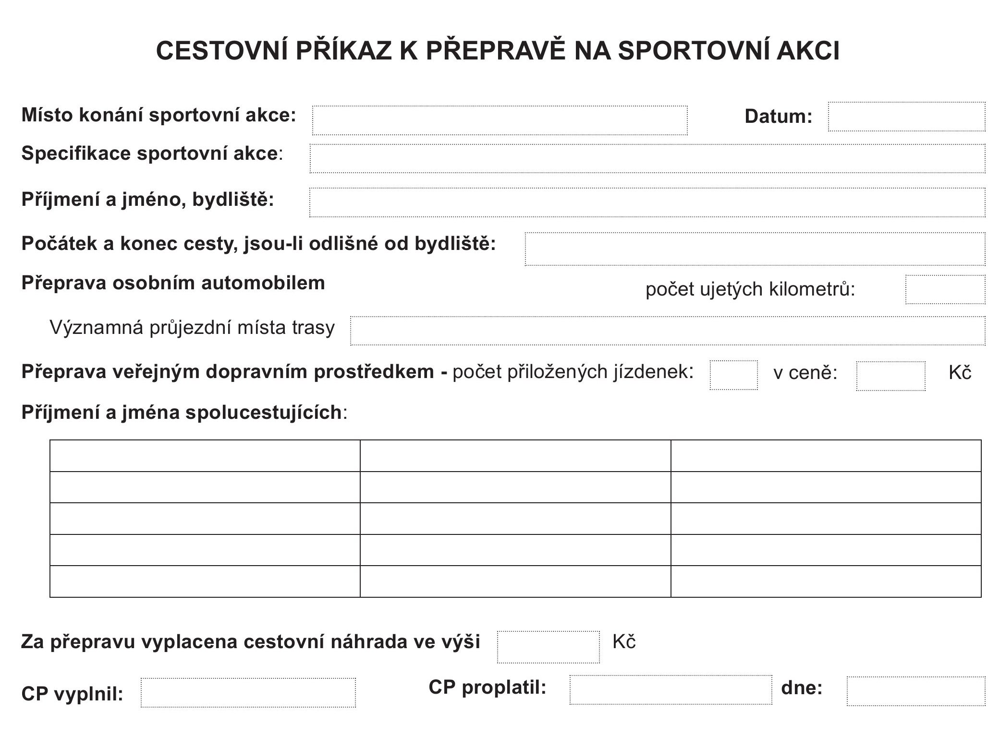 CESTOVNÍ PŘÍKAZ K PŘEPRAVĚ NA SPORTOVNÍ AKCI
Místo konání sportovní akce: Datum:
Specifikace sportovní akce:
Příjmení a jméno, bydliště:
Počátek a konec cesty, jsou-li odlišné od bydliště:
Přeprava osobním automobilem počet ujetých kilometrů:
Významná průjezdní místa trasy
Přeprava veřejným dopravním prostředkem - počet přiložených jízdenek: v ceně: Kč
Příjmení a jména spolucestujících:
Za přepravu vyplacena cestovní náhrada ve výši Kč
CP vyplnil: CP proplatil: dne: